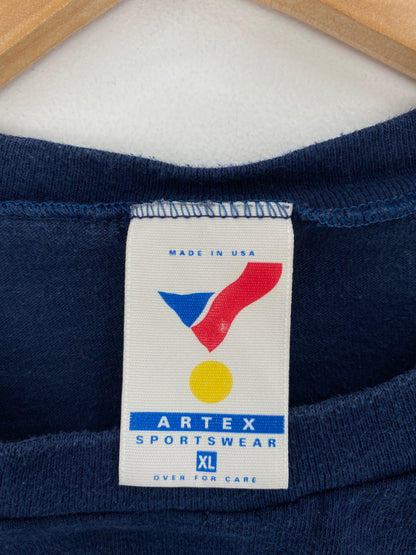 MADE IN USA
ARTEX
SPORTSWEAR
XL
OVER FOR CARE